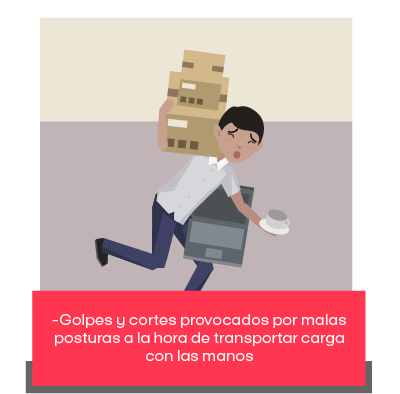 -Golpes y cortes provocados por malas
posturas a la hora de transportar carga
con las manos